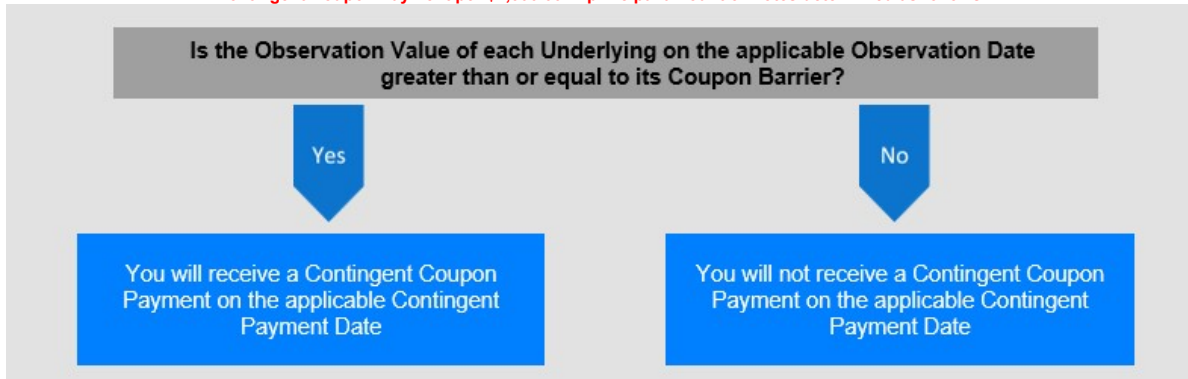 Is the Observation Value of each Underlying on the applicable Observation Date
greater than or equal to its Coupon Barrier?
Yes
No
You will receive a Contingent Coupon
Payment on the applicable Contingent
Payment Date
You will not receive a Contingent Coupon
Payment on the applicable Contingent
Payment Date